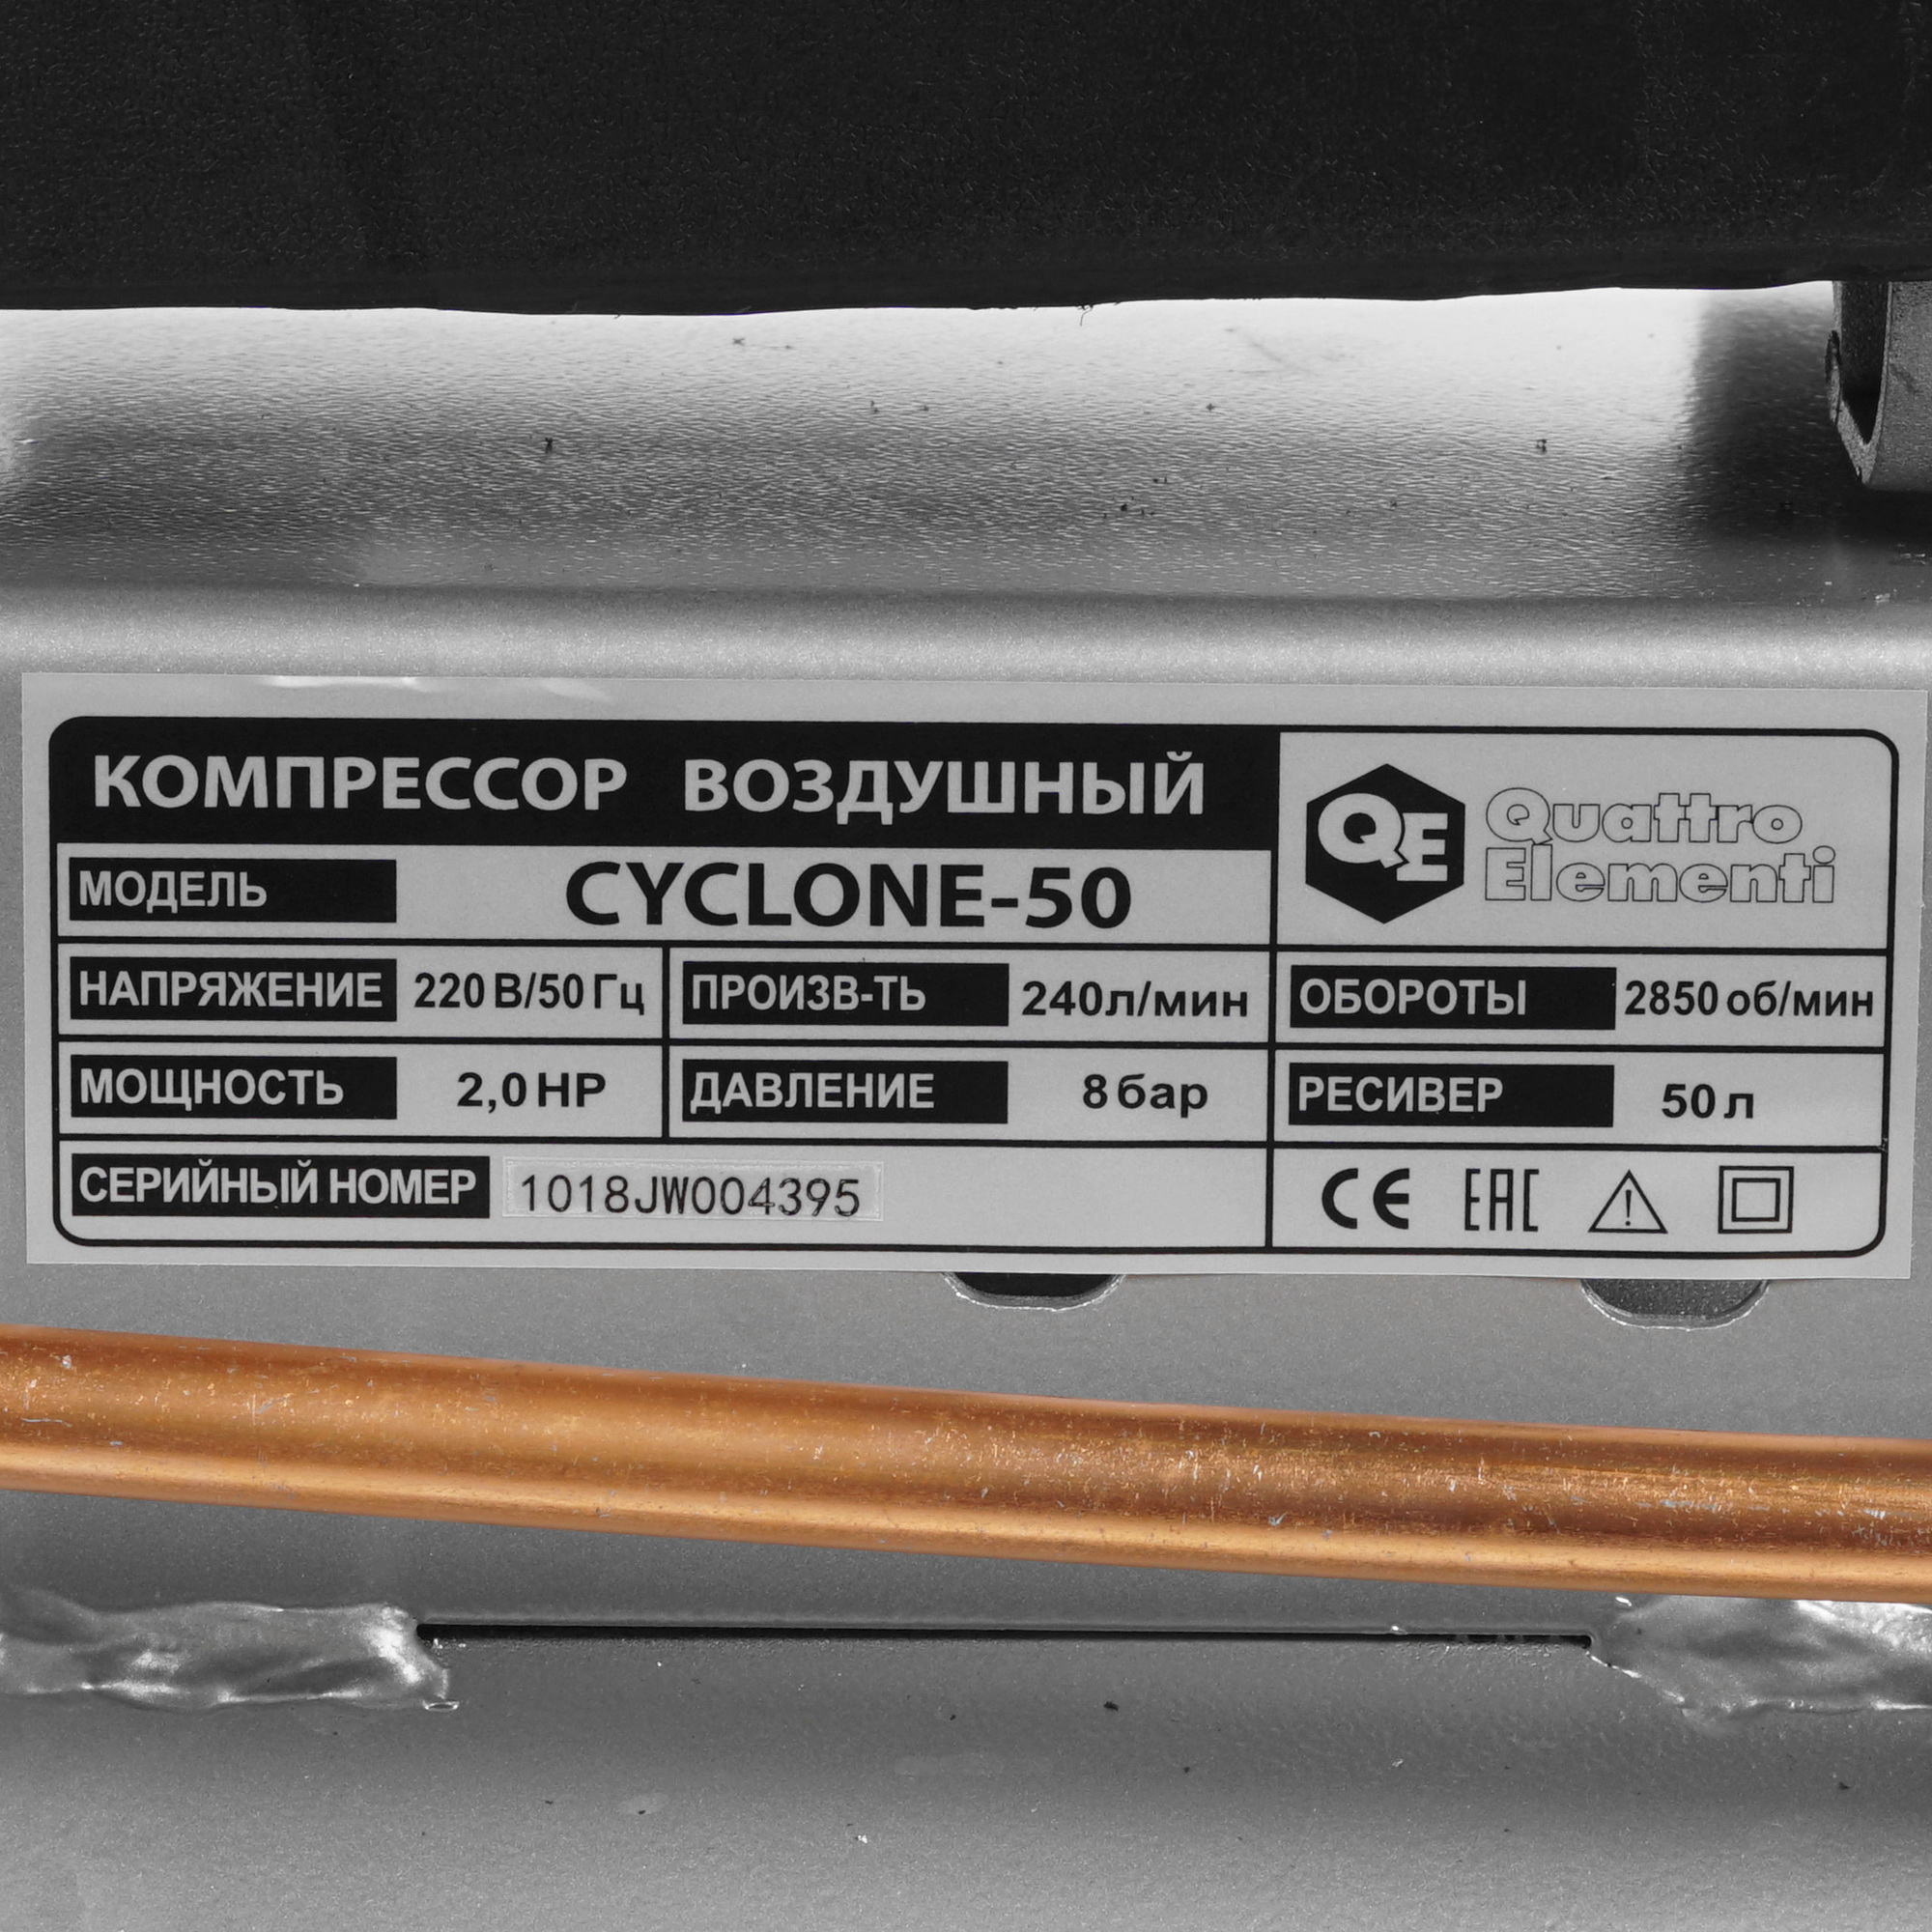 КОМПРЕССОР ВОЗДУШНЫЙ
QE Quattro
Elementi
МОДЕЛЬ CYCLONE-50
НАПРЯЖЕНИЕ 220 В/50 Гц ПРОИЗВ-ТЬ 240л/мин ОБОРОТЫ 2850 об/мин
МОЩНОСТЬ 2,0 HP ДАВЛЕНИЕ 8 бар РЕСИВЕР 50 л
СЕРИЙНЫЙ НОМЕР 1018JW004395 CE EAC